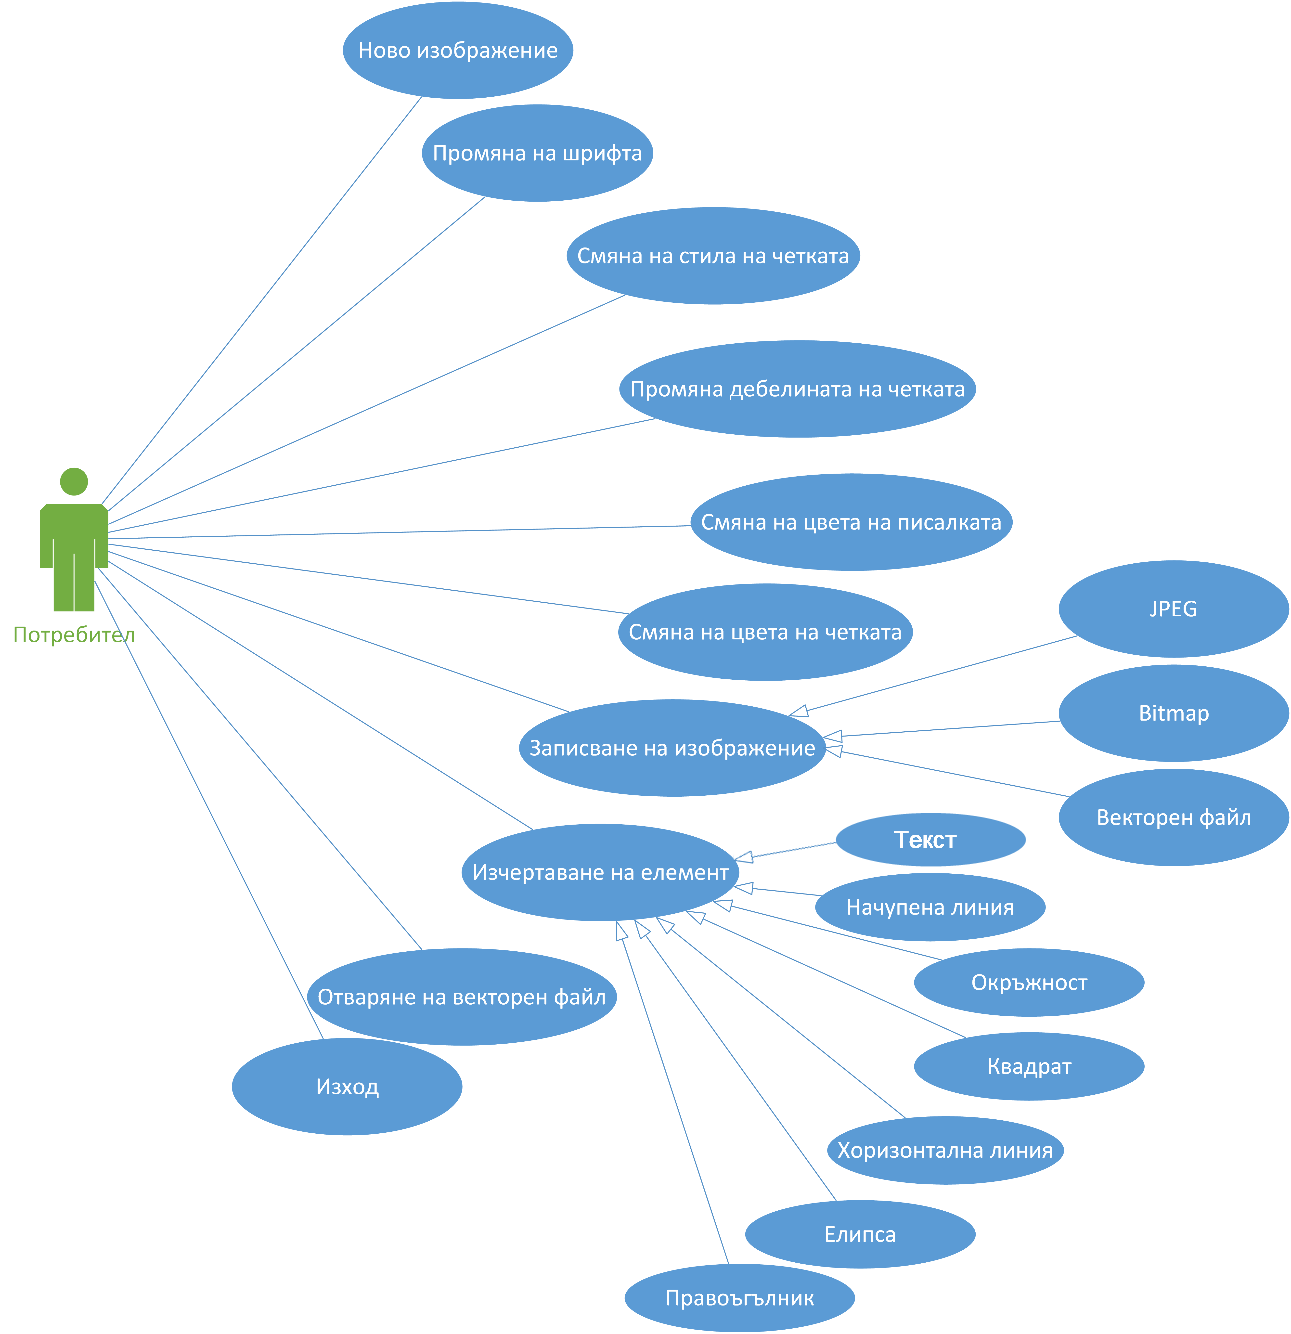 Ново изображение
Промяна на шрифта
Смяна на стила на четката
Промяна дебелината на четката
Смяна на цвета на писалката
Потребител
Смяна на цвета на четката
JPEG
Bitmap
Записване на изображение
Векторен файл
Текст
Изчертаване на елемент
Начупена линия
Окръжност
Отваряне на векторен файл
Квадрат
Изход
Хоризонтална линия
Елипса
Правоъгълник